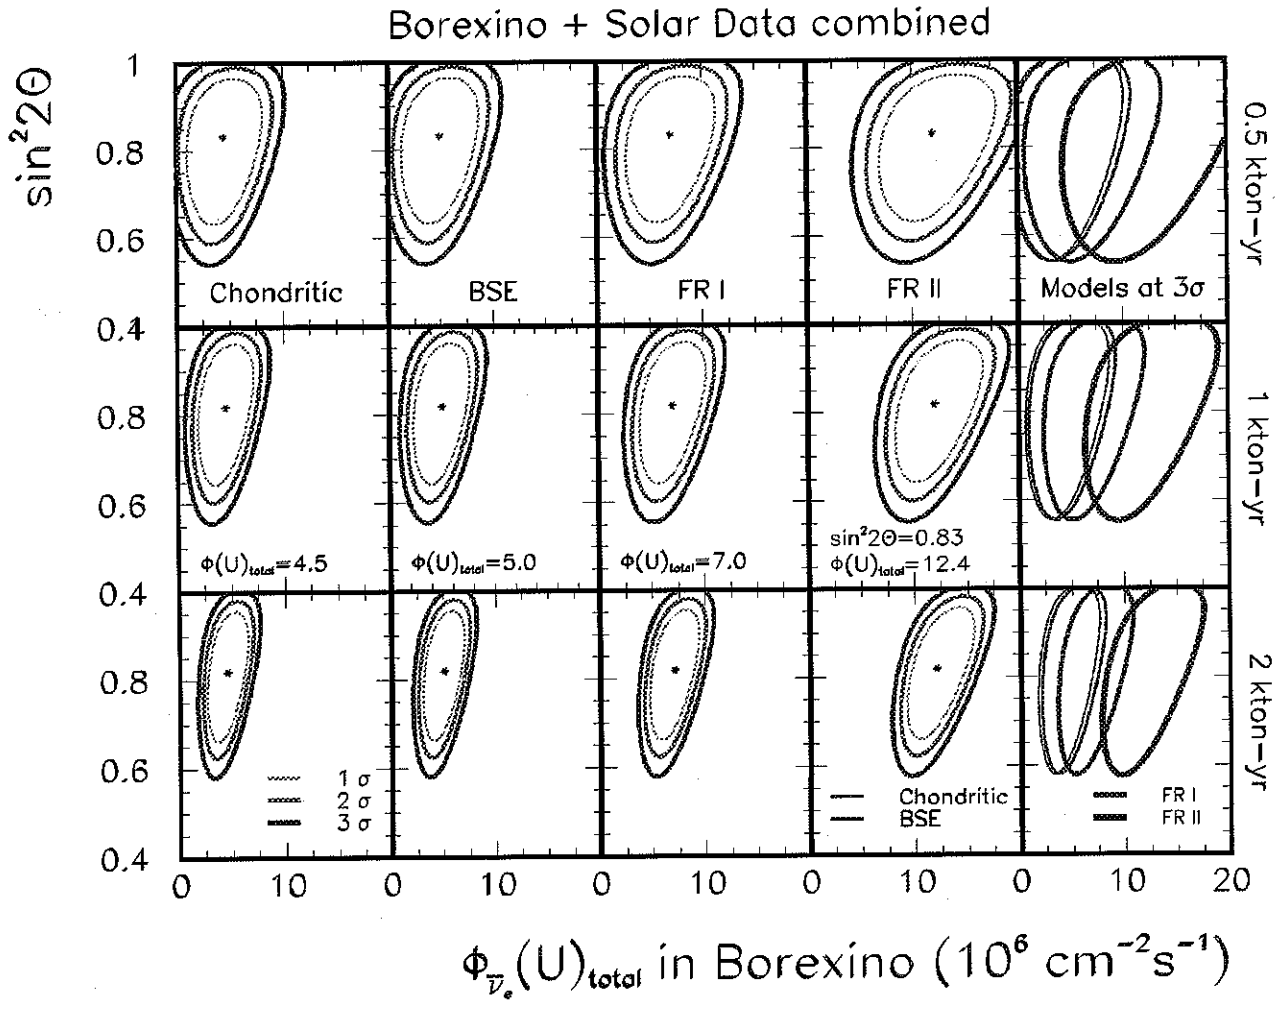 Borexino + Solar Data combined
sin²2Θ
1
0.8
0.6
Chondritic
BSE
FR I
FR II
Models at 3σ
0.5 kton−yr
0.4
0.8
0.6
sin²2Θ=0.83
Φ(U)total=4.5
Φ(U)total=5.0
Φ(U)total=7.0
Φ(U)total=12.4
1 kton−yr
0.4
0.8
0.6
1 σ
2 σ
3 σ
Chondritic
BSE
FR I
FR II
2 kton−yr
0.4
0 10 0 10 0 10 0 10 0 10 20
Φν̄e(U)total in Borexino (10⁶ cm⁻²s⁻¹)